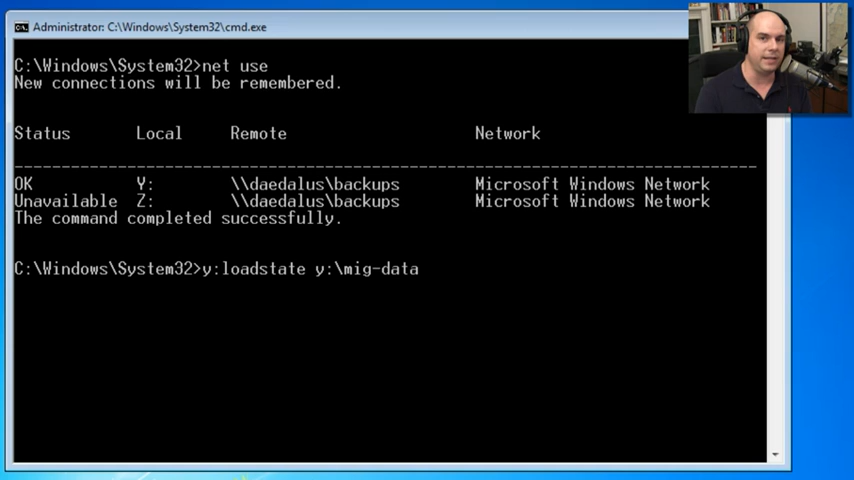 Administrator: C:\Windows\System32\cmd.exe
C:\Windows\System32>net use
New connections will be remembered.
Status Local Remote Network
-------------------------------------------------------------------------------
OK Y: \\daedalus\backups Microsoft Windows Network
Unavailable Z: \\daedalus\backups Microsoft Windows Network
The command completed successfully.
C:\Windows\System32>y:loadstate y:\mig-data